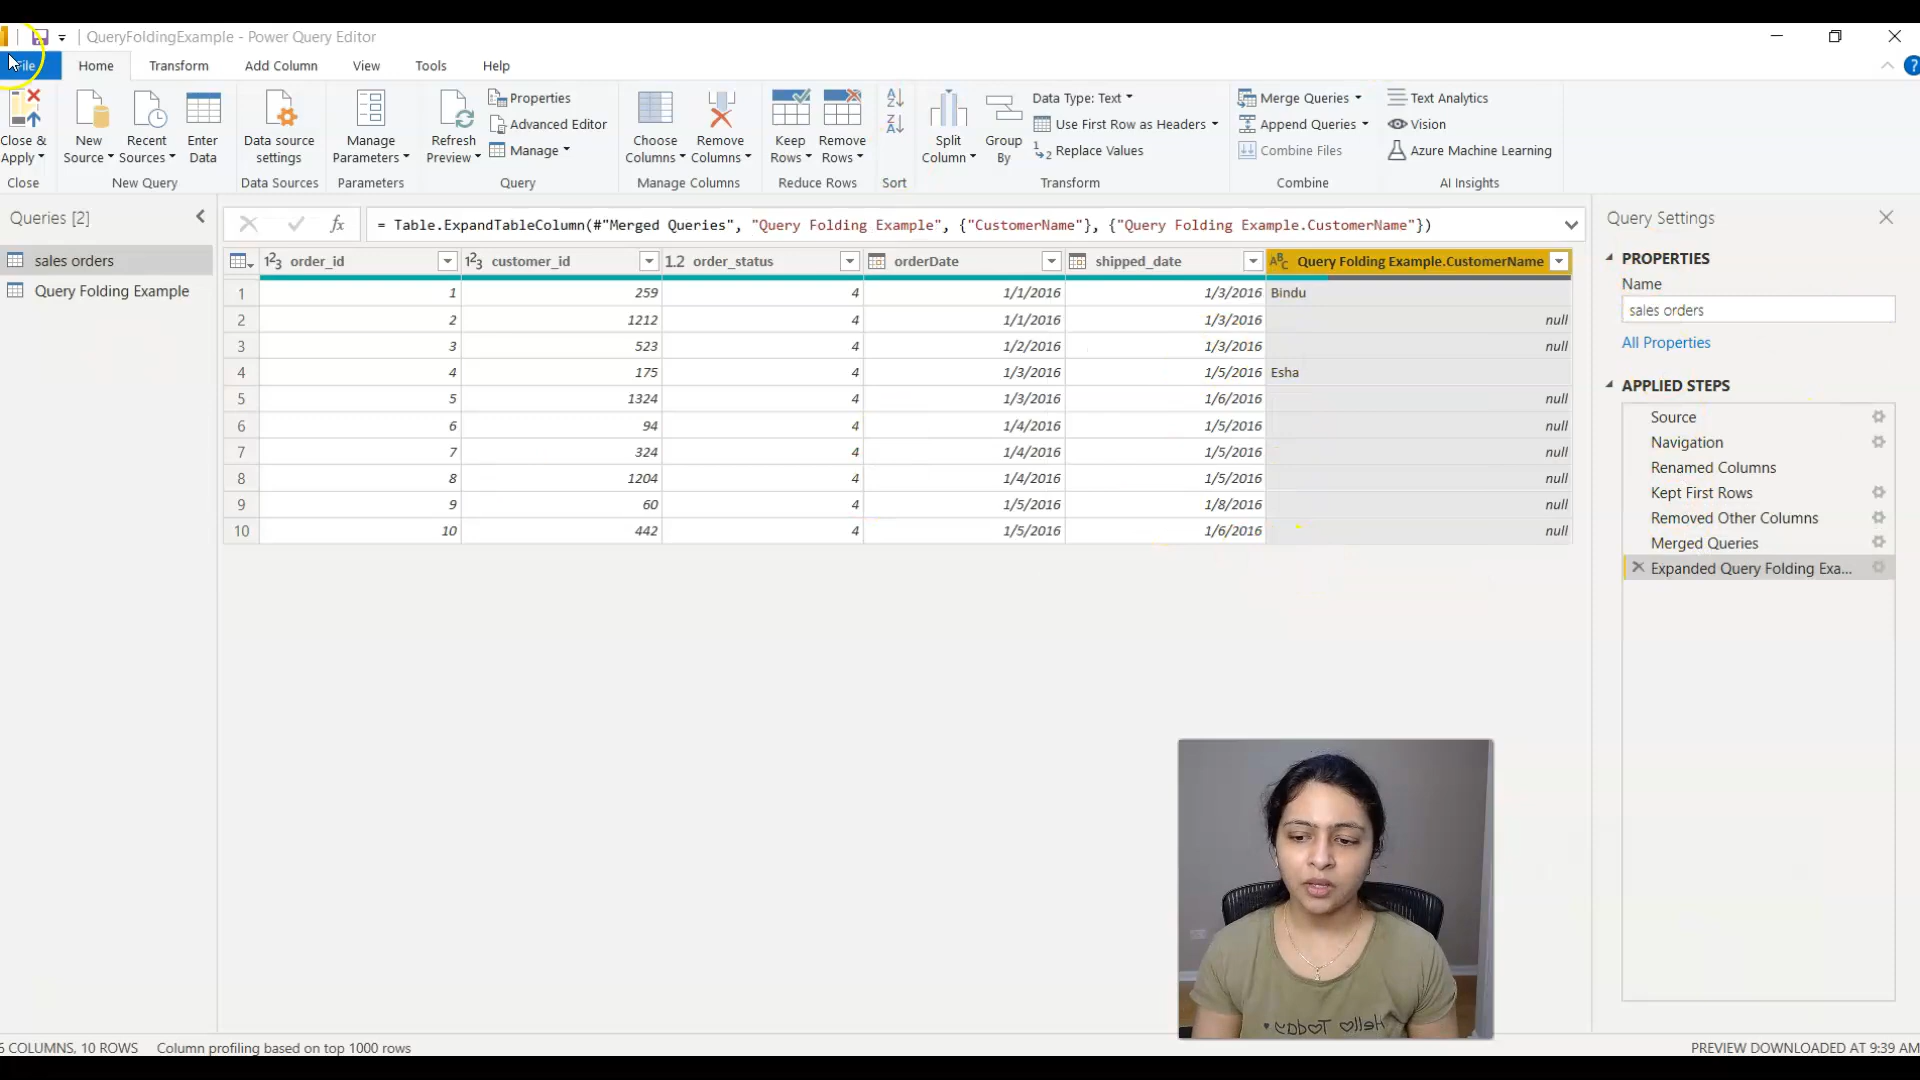 QueryFoldingExample - Power Query Editor
File Home Transform Add Column View Tools Help
Close & Apply
New Source
Recent Sources
Enter Data
Data source settings
Manage Parameters
Refresh Preview
Properties
Advanced Editor
Manage
Choose Columns
Remove Columns
Keep Rows
Remove Rows
Split Column
Group By
Data Type: Text
Use First Row as Headers
Replace Values
Merge Queries
Append Queries
Combine Files
Text Analytics
Vision
Azure Machine Learning
Close New Query Data Sources Parameters Query Manage Columns Reduce Rows Sort Transform Combine AI Insights
Queries [2]
sales orders
Query Folding Example
fx = Table.ExpandTableColumn(#"Merged Queries", "Query Folding Example", {"CustomerName"}, {"Query Folding Example.CustomerName"})
order_id customer_id 1.2 order_status orderDate shipped_date Query Folding Example.CustomerName
1 1 259 4 1/1/2016 1/3/2016 Bindu
2 2 1212 4 1/1/2016 1/3/2016 null
3 3 523 4 1/2/2016 1/3/2016 null
4 4 175 4 1/3/2016 1/5/2016 Esha
5 5 1324 4 1/3/2016 1/6/2016 null
6 6 94 4 1/4/2016 1/5/2016 null
7 7 324 4 1/4/2016 1/5/2016 null
8 8 1204 4 1/4/2016 1/5/2016 null
9 9 60 4 1/5/2016 1/8/2016 null
10 10 442 4 1/5/2016 1/6/2016 null
Query Settings
PROPERTIES
Name
sales orders
All Properties
APPLIED STEPS
Source
Navigation
Renamed Columns
Kept First Rows
Removed Other Columns
Merged Queries
Expanded Query Folding Exa...
Hello Today
COLUMNS, 10 ROWS Column profiling based on top 1000 rows
PREVIEW DOWNLOADED AT 9:39 AM